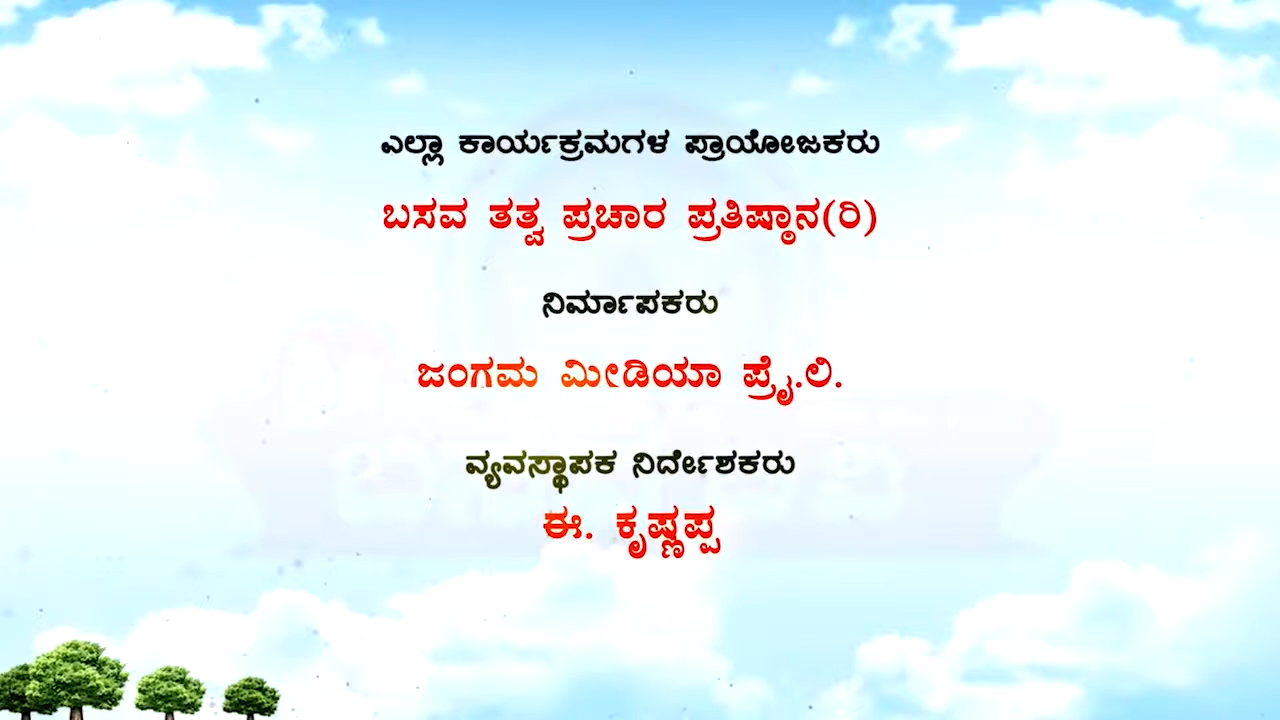 ಎಲ್ಲಾ ಕಾರ್ಯಕ್ರಮಗಳ ಪ್ರಾಯೋಜಕರು
ಬಸವ ತತ್ವ ಪ್ರಚಾರ ಪ್ರತಿಷ್ಠಾನ(ರಿ)
ನಿರ್ಮಾಪಕರು
ಜಂಗಮ ಮೀಡಿಯಾ ಪ್ರೈ.ಲಿ.
ವ್ಯವಸ್ಥಾಪಕ ನಿರ್ದೇಶಕರು
ಈ. ಕೃಷ್ಣಪ್ಪ